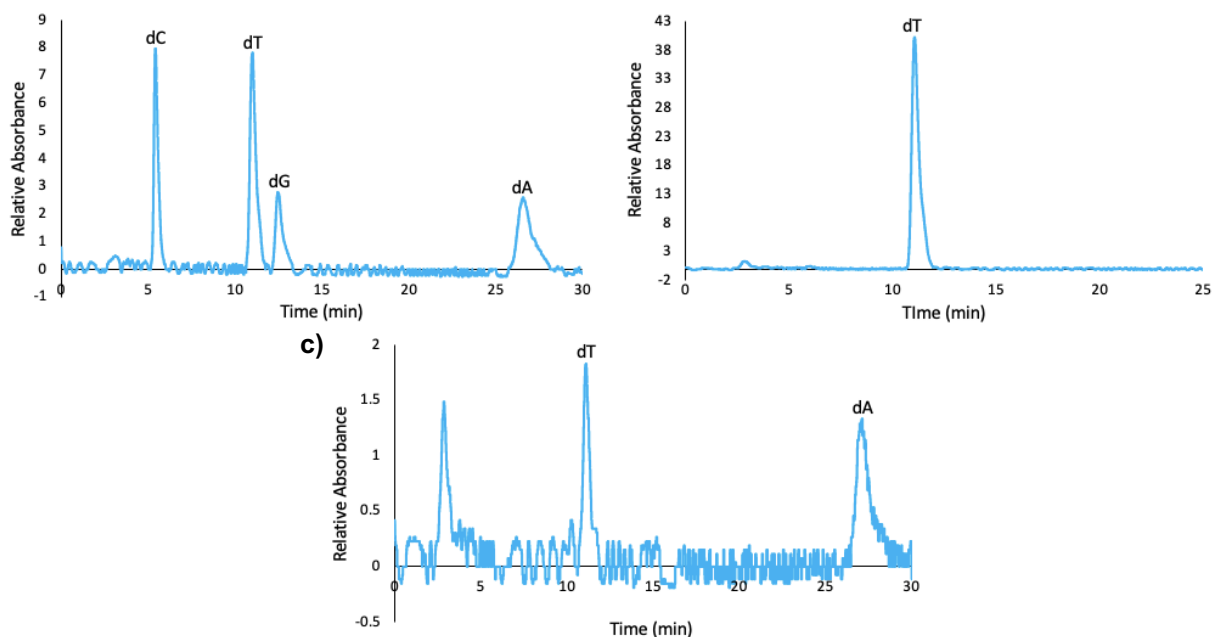 9
8
7
6
5
4
3
2
1
0
-1
Relative Absorbance
dC
dT
dG
dA
0 5 10 15 20 25 30
Time (min)
43
38
33
28
23
18
13
8
3
-2
Relative Absorbance
dT
0 5 10 15 20 25
TIme (min)
c)
2
1.5
1
0.5
0
-0.5
Relative Absorbance
dT
dA
0 5 10 15 20 25 30
Time (min)